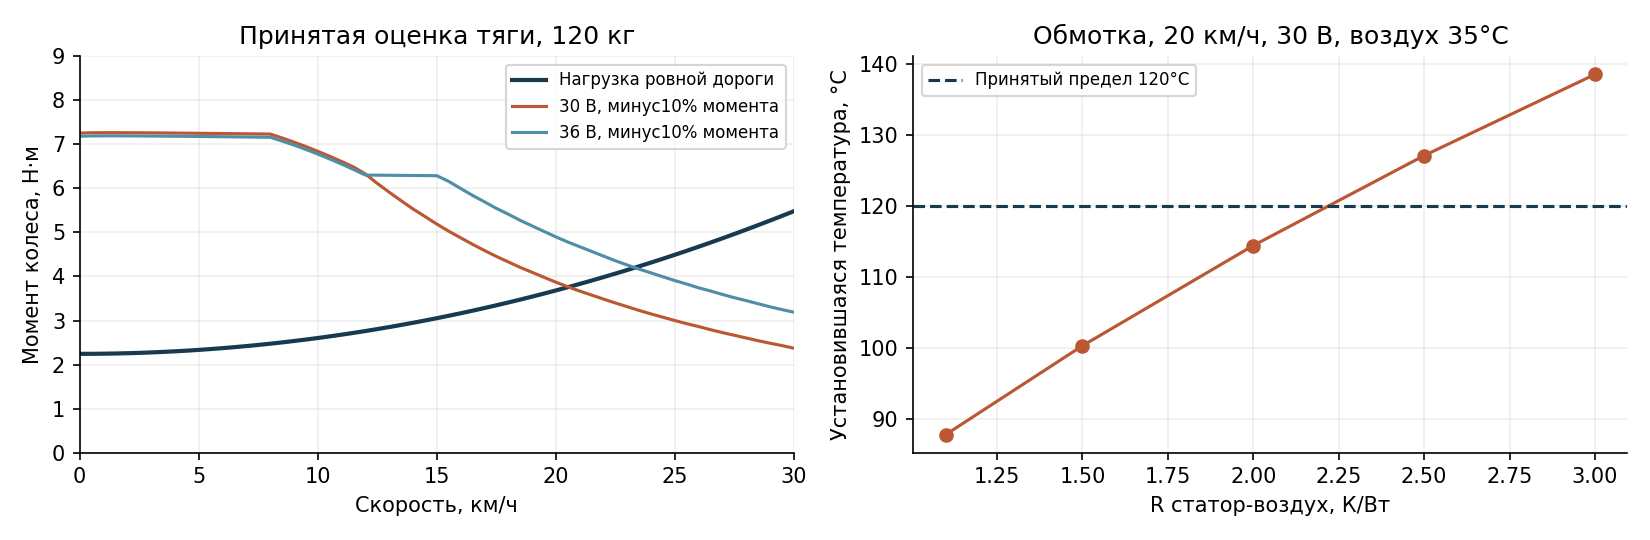 Принятая оценка тяги, 120 кг
Момент колеса, Н·м
9
8
7
6
5
4
3
2
1
0
Нагрузка ровной дороги
30 В, минус10% момента
36 В, минус10% момента
0 5 10 15 20 25 30
Скорость, км/ч
Обмотка, 20 км/ч, 30 В, воздух 35°C
Установившаяся температура, °C
140
130
120
110
100
90
Принятый предел 120°C
1.25 1.50 1.75 2.00 2.25 2.50 2.75 3.00
R статор-воздух, К/Вт